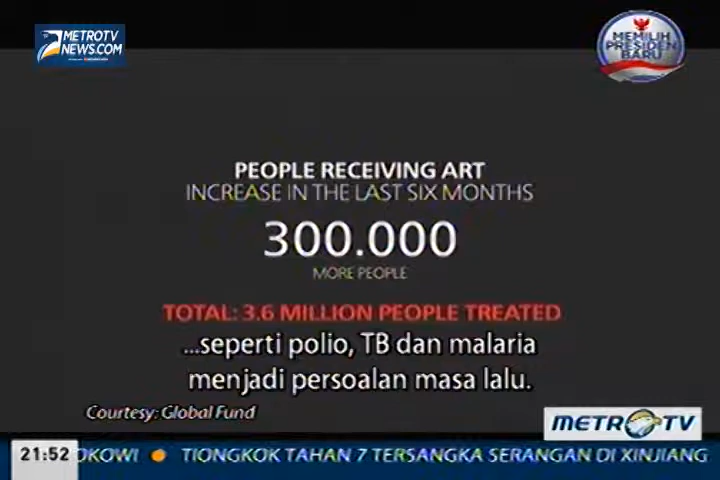 METROTV
NEWS.COM
MEMILIH
PRESIDEN
BARU
PEOPLE RECEIVING ART
INCREASE IN THE LAST SIX MONTHS
300.000
MORE PEOPLE
TOTAL: 3.6 MILLION PEOPLE TREATED
...seperti polio, TB dan malaria
menjadi persoalan masa lalu.
Courtesy: Global Fund
METRO TV
21:52 OKOWI • TIONGKOK TAHAN 7 TERSANGKA SERANGAN DI XINJIANG